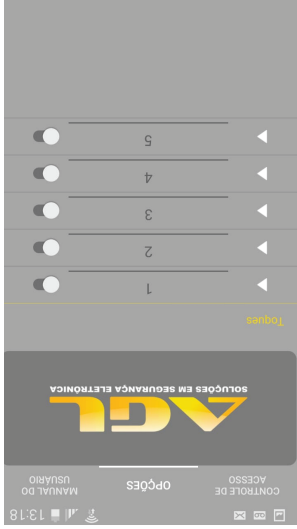 13:18
CONTROLE DE
ACESSO
OPÇÕES
MANUAL DO
USUÁRIO
AGL
SOLUÇÕES EM SEGURANÇA ELETRÔNICA
Toques
1
2
3
4
5